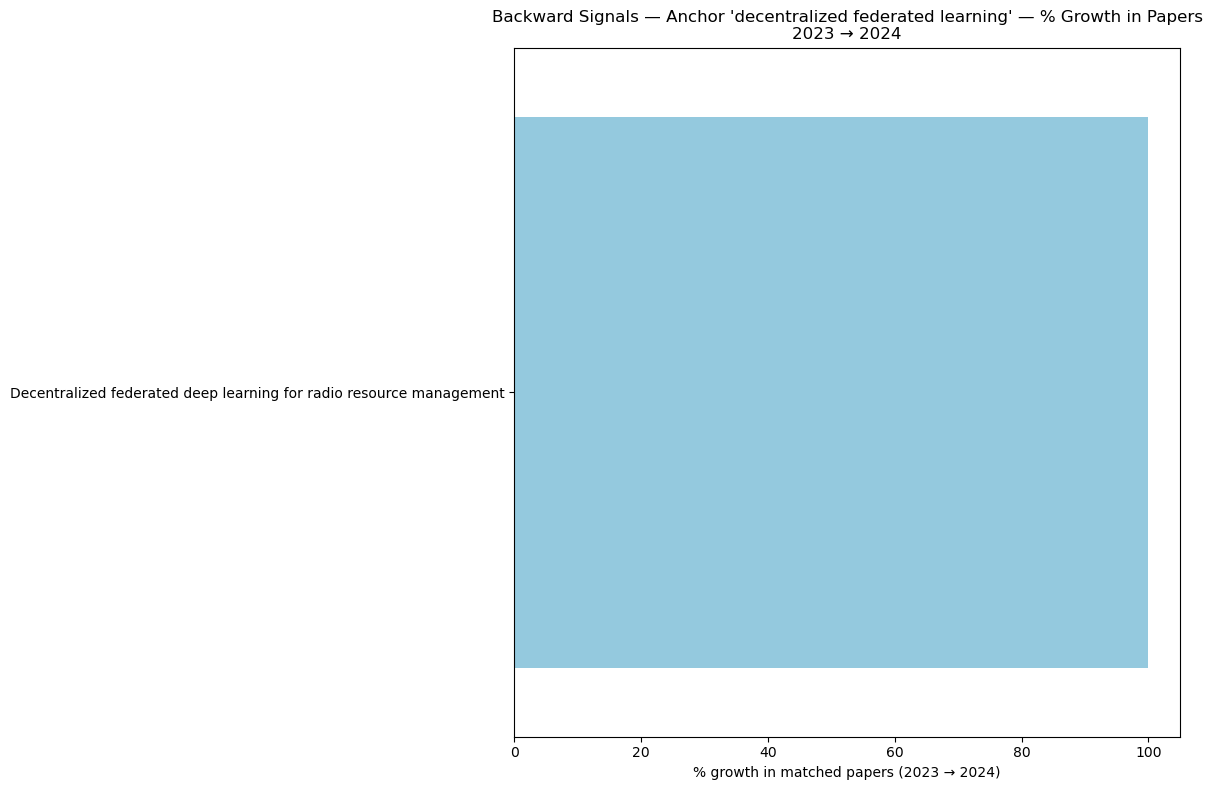 Backward Signals — Anchor 'decentralized federated learning' — % Growth in Papers
2023 → 2024
Decentralized federated deep learning for radio resource management
0 20 40 60 80 100
% growth in matched papers (2023 → 2024)